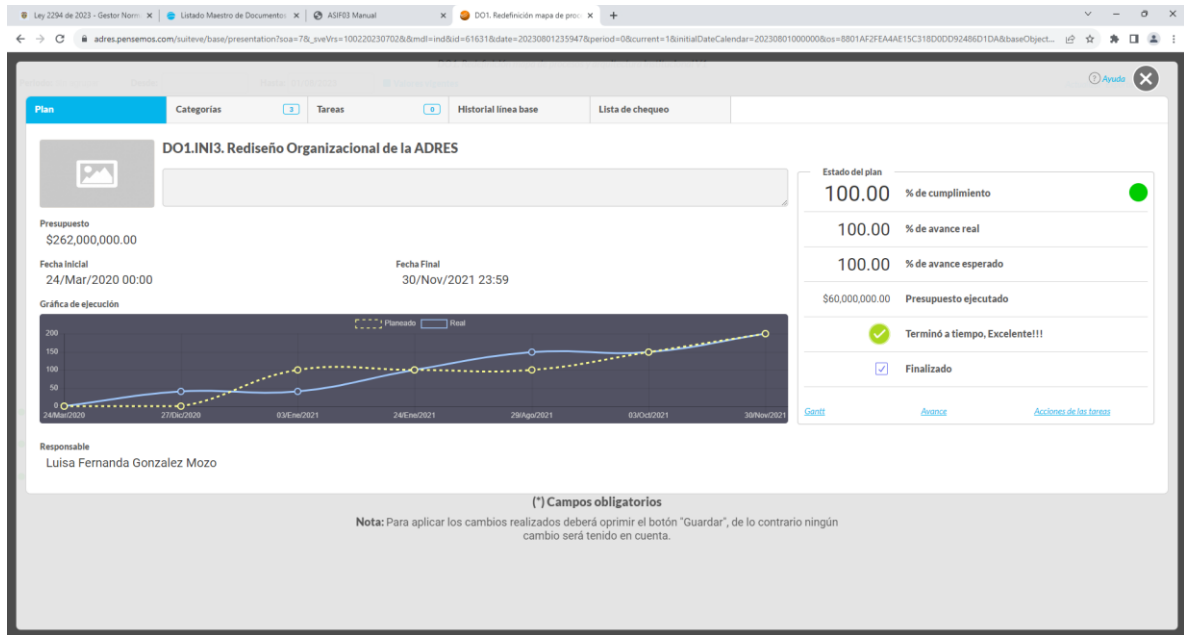 Ley 2294 de 2023 - Gestor Norm
Listado Maestro de Documentos
ASIF03 Manual
DO1. Redefinición mapa de proc
adres.pensemos.com/suiteve/base/presentation?soa=7&_sveVrs=100220230702&&mdl=ind&id=61631&date=20230801235947&period=0&current=1&initialDateCalendar=20230801000000&os=8801AF2FEA4AE15C318D0DD92486D1DA&baseObject...
Ayuda
Plan Categorías 3 Tareas 0 Historial línea base Lista de chequeo
DO1.INI3. Rediseño Organizacional de la ADRES
Presupuesto
$262,000,000.00
Fecha Inicial Fecha Final
24/Mar/2020 00:00 30/Nov/2021 23:59
Gráfica de ejecución
Planeado Real
200
150
100
50
0
24/Mar/2020 27/Dic/2020 03/Ene/2021 24/Ene/2021 29/Ago/2021 03/Oct/2021 30/Nov/2021
Responsable
Luisa Fernanda Gonzalez Mozo
Estado del plan
100.00 % de cumplimiento
100.00 % de avance real
100.00 % de avance esperado
$60,000,000.00 Presupuesto ejecutado
Terminó a tiempo, Excelente!!!
Finalizado
Gantt Avance Acciones de las tareas
(*) Campos obligatorios
Nota: Para aplicar los cambios realizados deberá oprimir el botón "Guardar", de lo contrario ningún
cambio será tenido en cuenta.